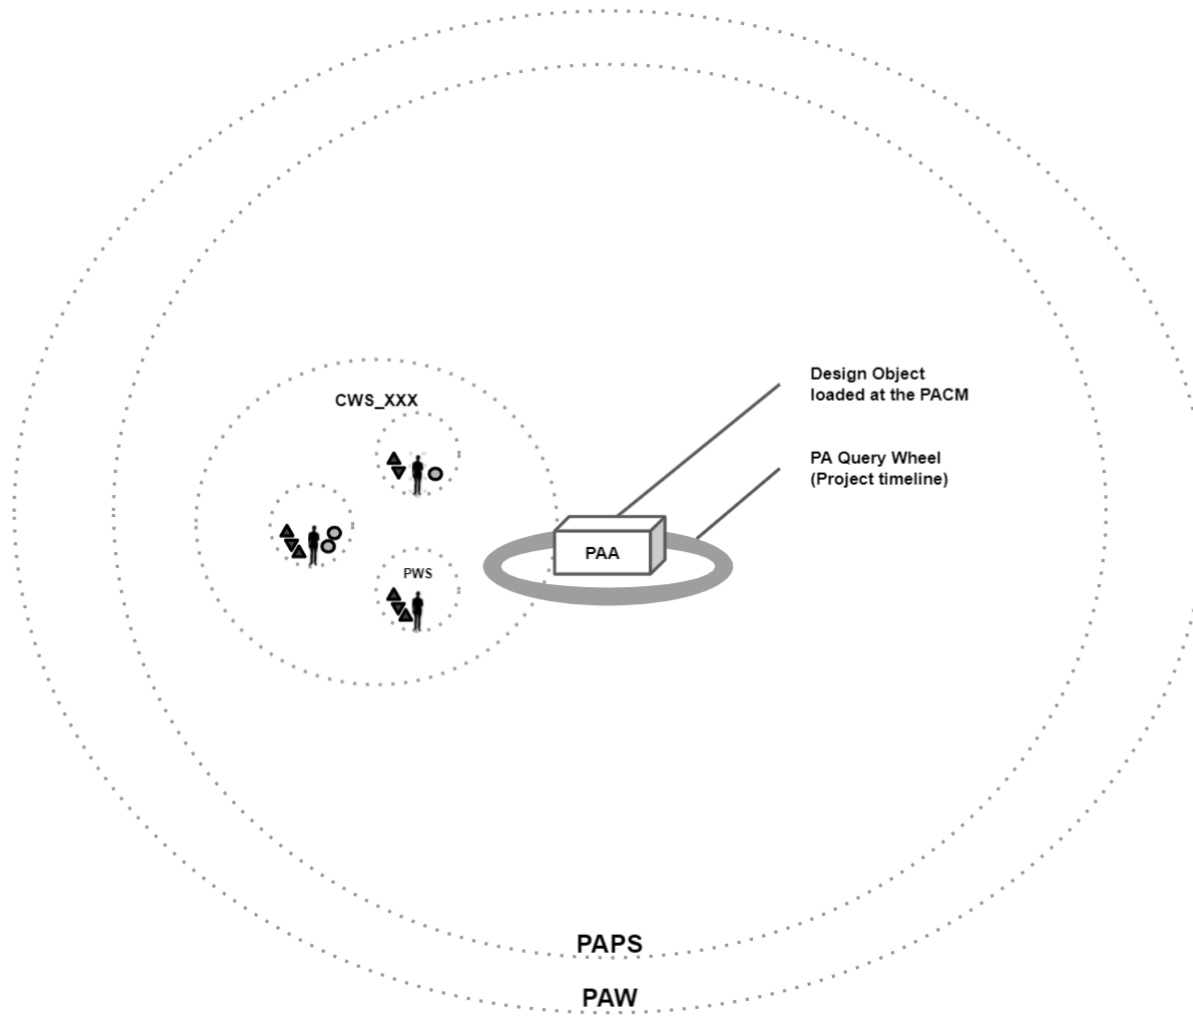 Design Object
loaded at the PACM
CWS_XXX
PA Query Wheel
(Project timeline)
PAA
PWS
PAPS
PAW